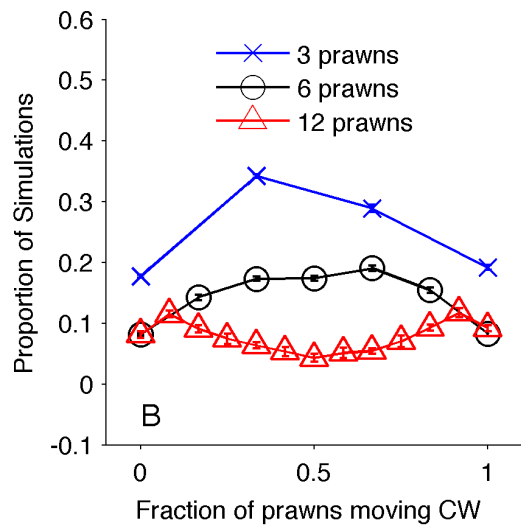 0.6
0.5
0.4
0.3
0.2
0.1
0
-0.1
Proportion of Simulations
3 prawns
6 prawns
12 prawns
B
0
0.5
1
Fraction of prawns moving CW